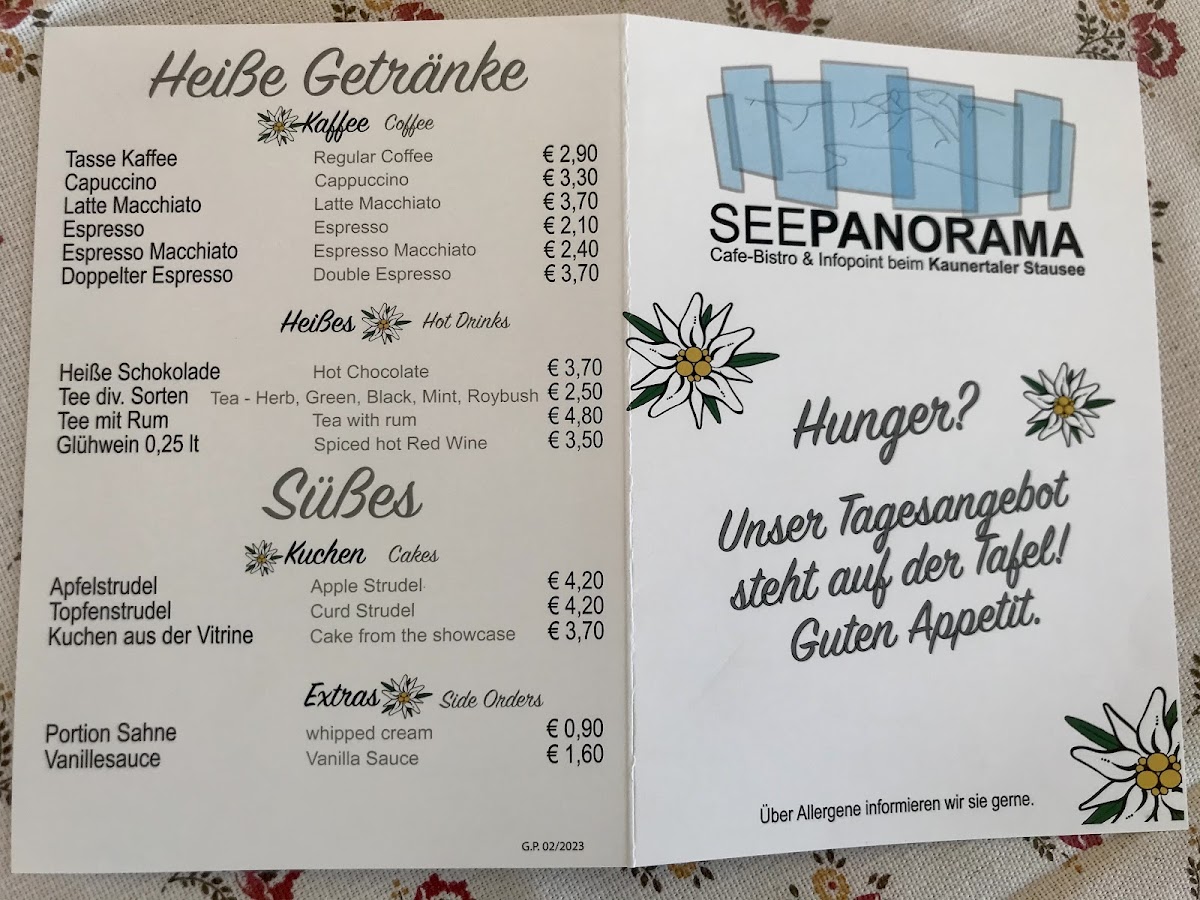 Heiße Getränke
Kaffee Coffee
Tasse Kaffee Regular Coffee € 2,90
Capuccino Cappuccino € 3,30
Latte Macchiato Latte Macchiato € 3,70
Espresso Espresso € 2,10
Espresso Macchiato Espresso Macchiato € 2,40
Doppelter Espresso Double Espresso € 3,70
Heißes Hot Drinks
Heiße Schokolade Hot Chocolate € 3,70
Tee div. Sorten Tea - Herb, Green, Black, Mint, Roybush € 2,50
Tee mit Rum Tea with rum € 4,80
Glühwein 0,25 lt Spiced hot Red Wine € 3,50
Süßes
Kuchen Cakes
Apfelstrudel Apple Strudel € 4,20
Topfenstrudel Curd Strudel € 4,20
Kuchen aus der Vitrine Cake from the showcase € 3,70
Extras Side Orders
Portion Sahne whipped cream € 0,90
Vanillesauce Vanilla Sauce € 1,60
G.P. 02/2023
SEEPANORAMA
Cafe-Bistro & Infopoint beim Kaunertaler Stausee
Hunger?
Unser Tagesangebot
steht auf der Tafel!
Guten Appetit.
Über Allergene informieren wir sie gerne.